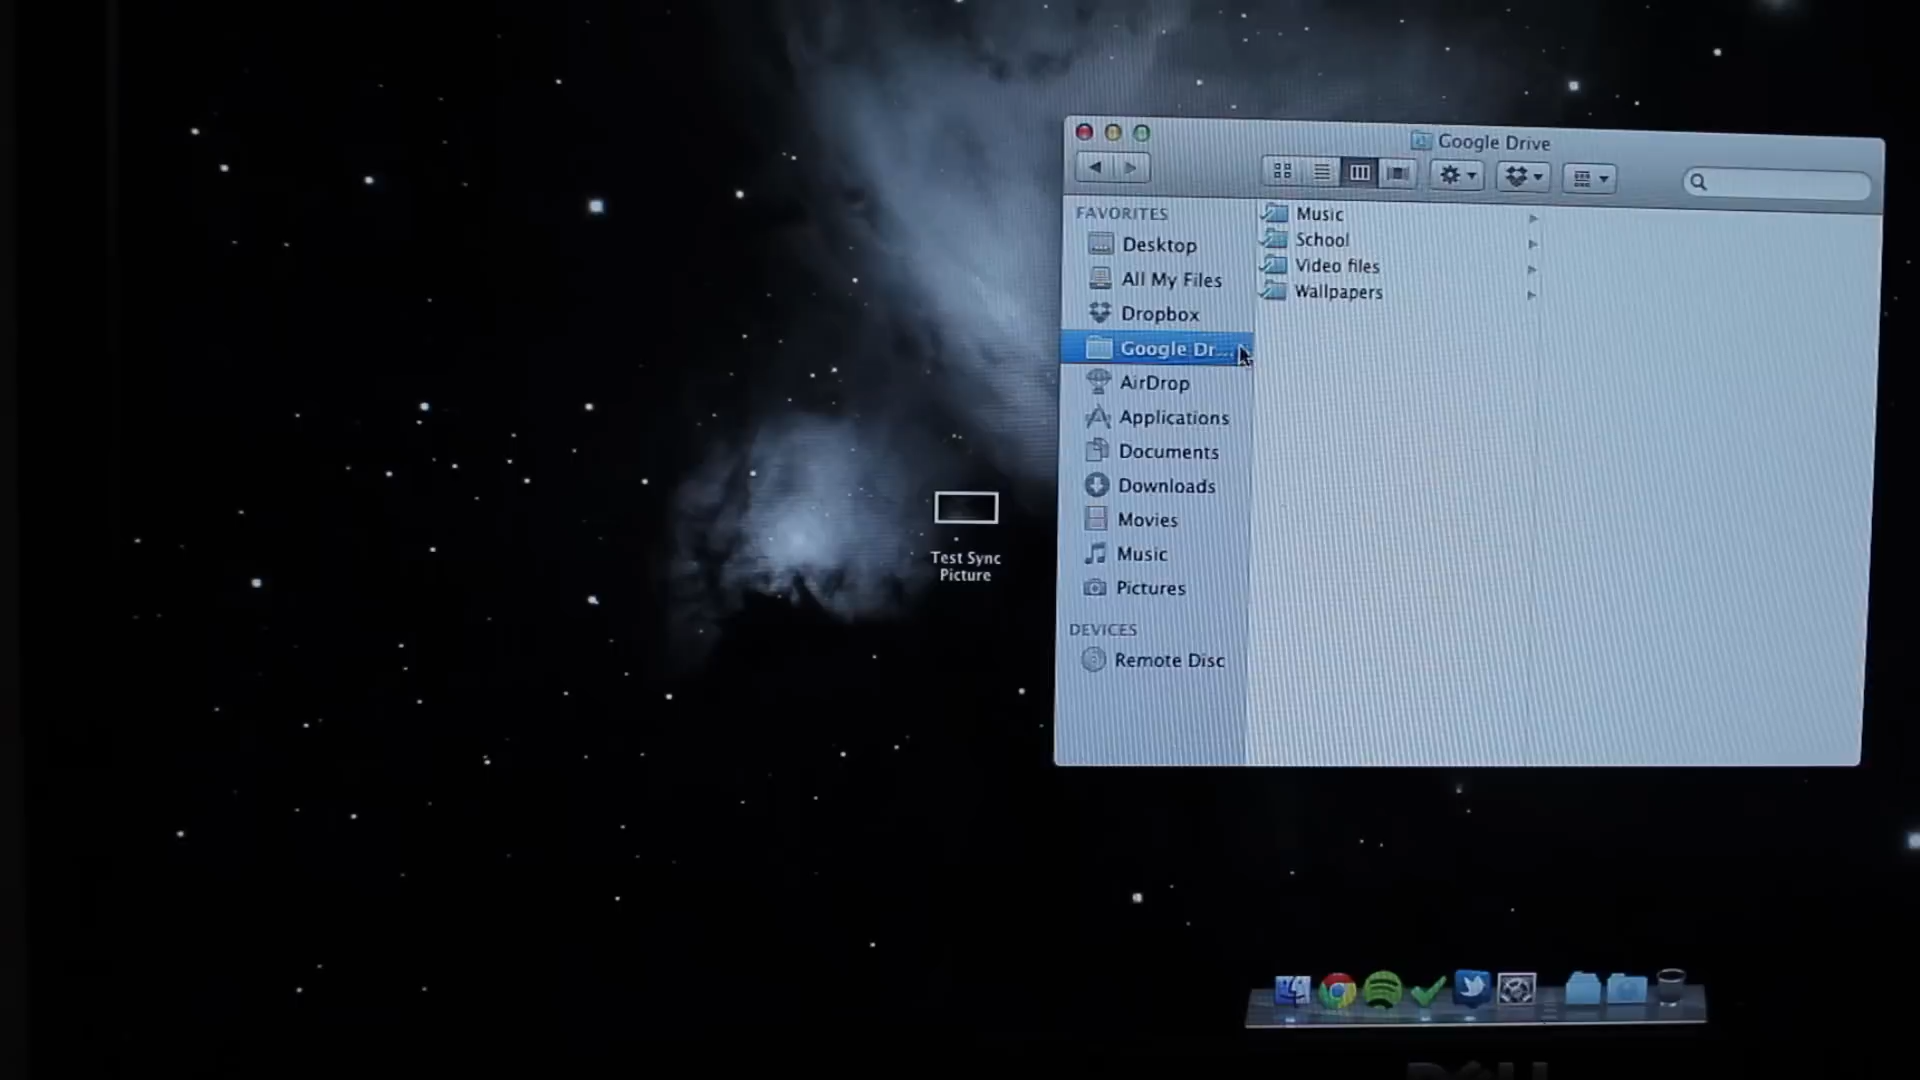 Google Drive
FAVORITES
Desktop
All My Files
Dropbox
Google Dr...
AirDrop
Applications
Documents
Downloads
Movies
Music
Pictures
DEVICES
Remote Disc
Music
School
Video files
Wallpapers
Test Sync
Picture